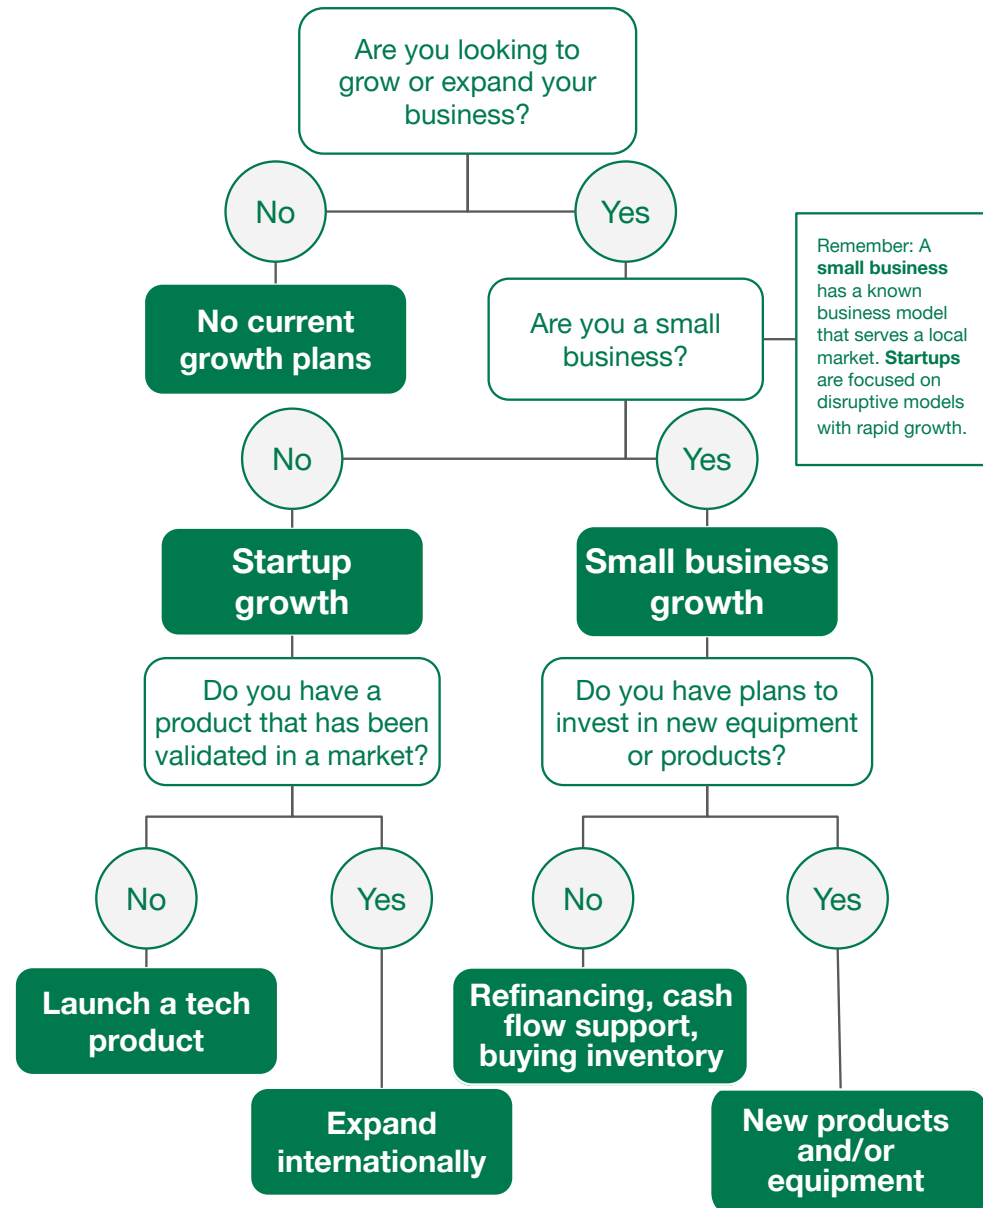 Are you looking to
grow or expand your
business?
No
Yes
No current
growth plans
Are you a small
business?
Remember: A
small business
has a known
business model
that serves a local
market. Startups
are focused on
disruptive models
with rapid growth.
No
Yes
Startup
growth
Small business
growth
Do you have a
product that has been
validated in a market?
Do you have plans to
invest in new equipment
or products?
No
Yes
No
Yes
Launch a tech
product
Refinancing, cash
flow support,
buying inventory
Expand
internationally
New products
and/or
equipment